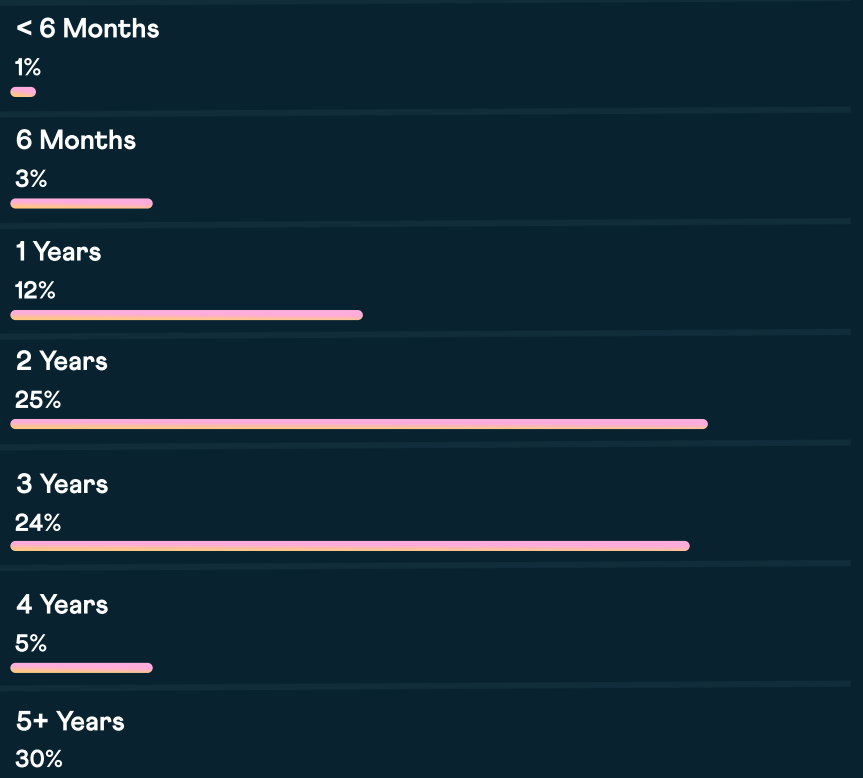 < 6 Months
1%
6 Months
3%
1 Years
12%
2 Years
25%
3 Years
24%
4 Years
5%
5+ Years
30%